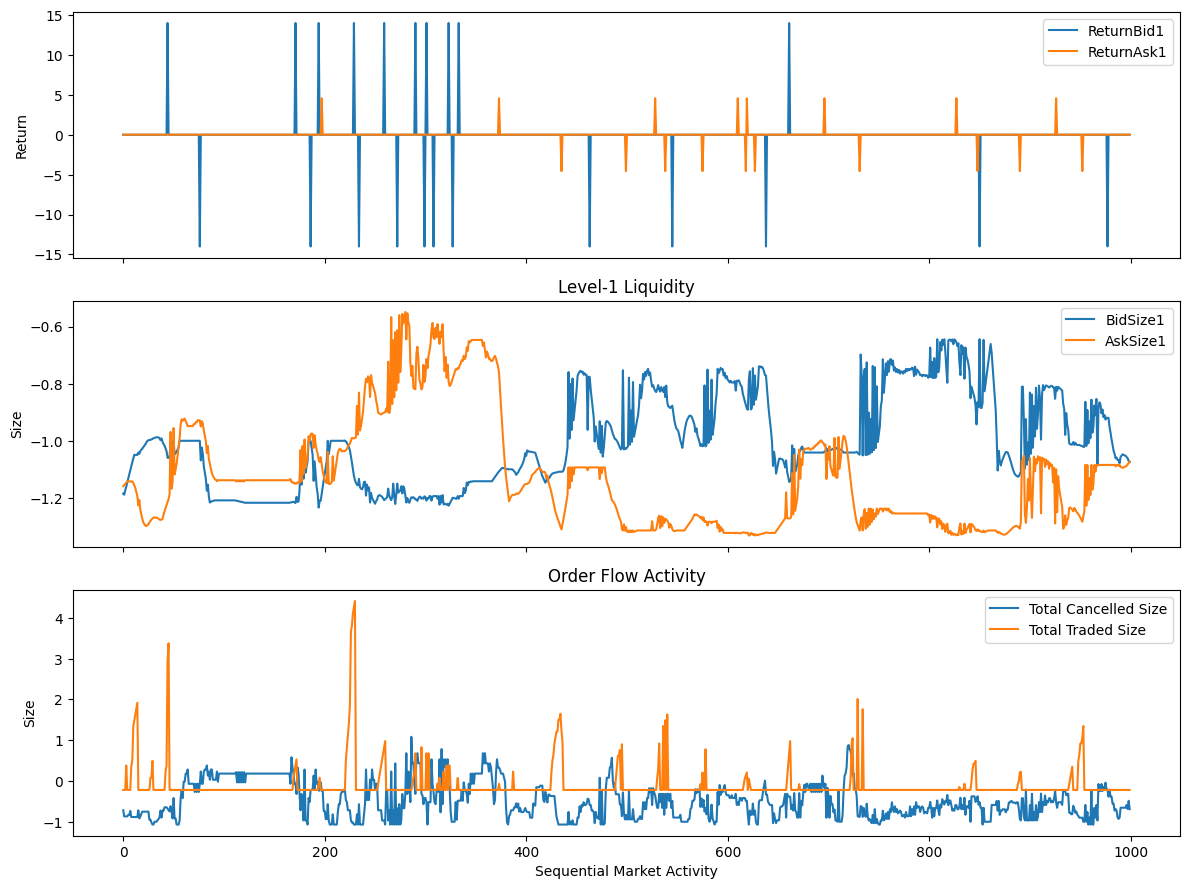 15
10
5
0
−5
−10
−15
Return
ReturnBid1
ReturnAsk1
Level-1 Liquidity
−0.6
−0.8
−1.0
−1.2
Size
BidSize1
AskSize1
Order Flow Activity
4
3
2
1
0
−1
Size
Total Cancelled Size
Total Traded Size
0 200 400 600 800 1000
Sequential Market Activity